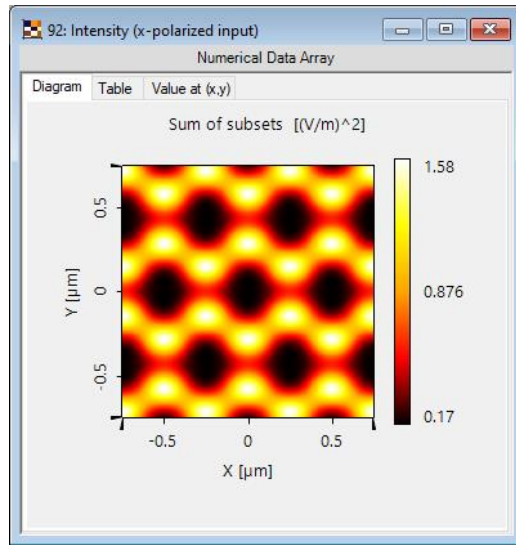 92: Intensity (x-polarized input)
Numerical Data Array
Diagram Table Value at (x,y)
Sum of subsets [(V/m)^2]
1.58
0.5
0
0.876
-0.5
0.17
Y [µm]
-0.5 0 0.5
X [µm]